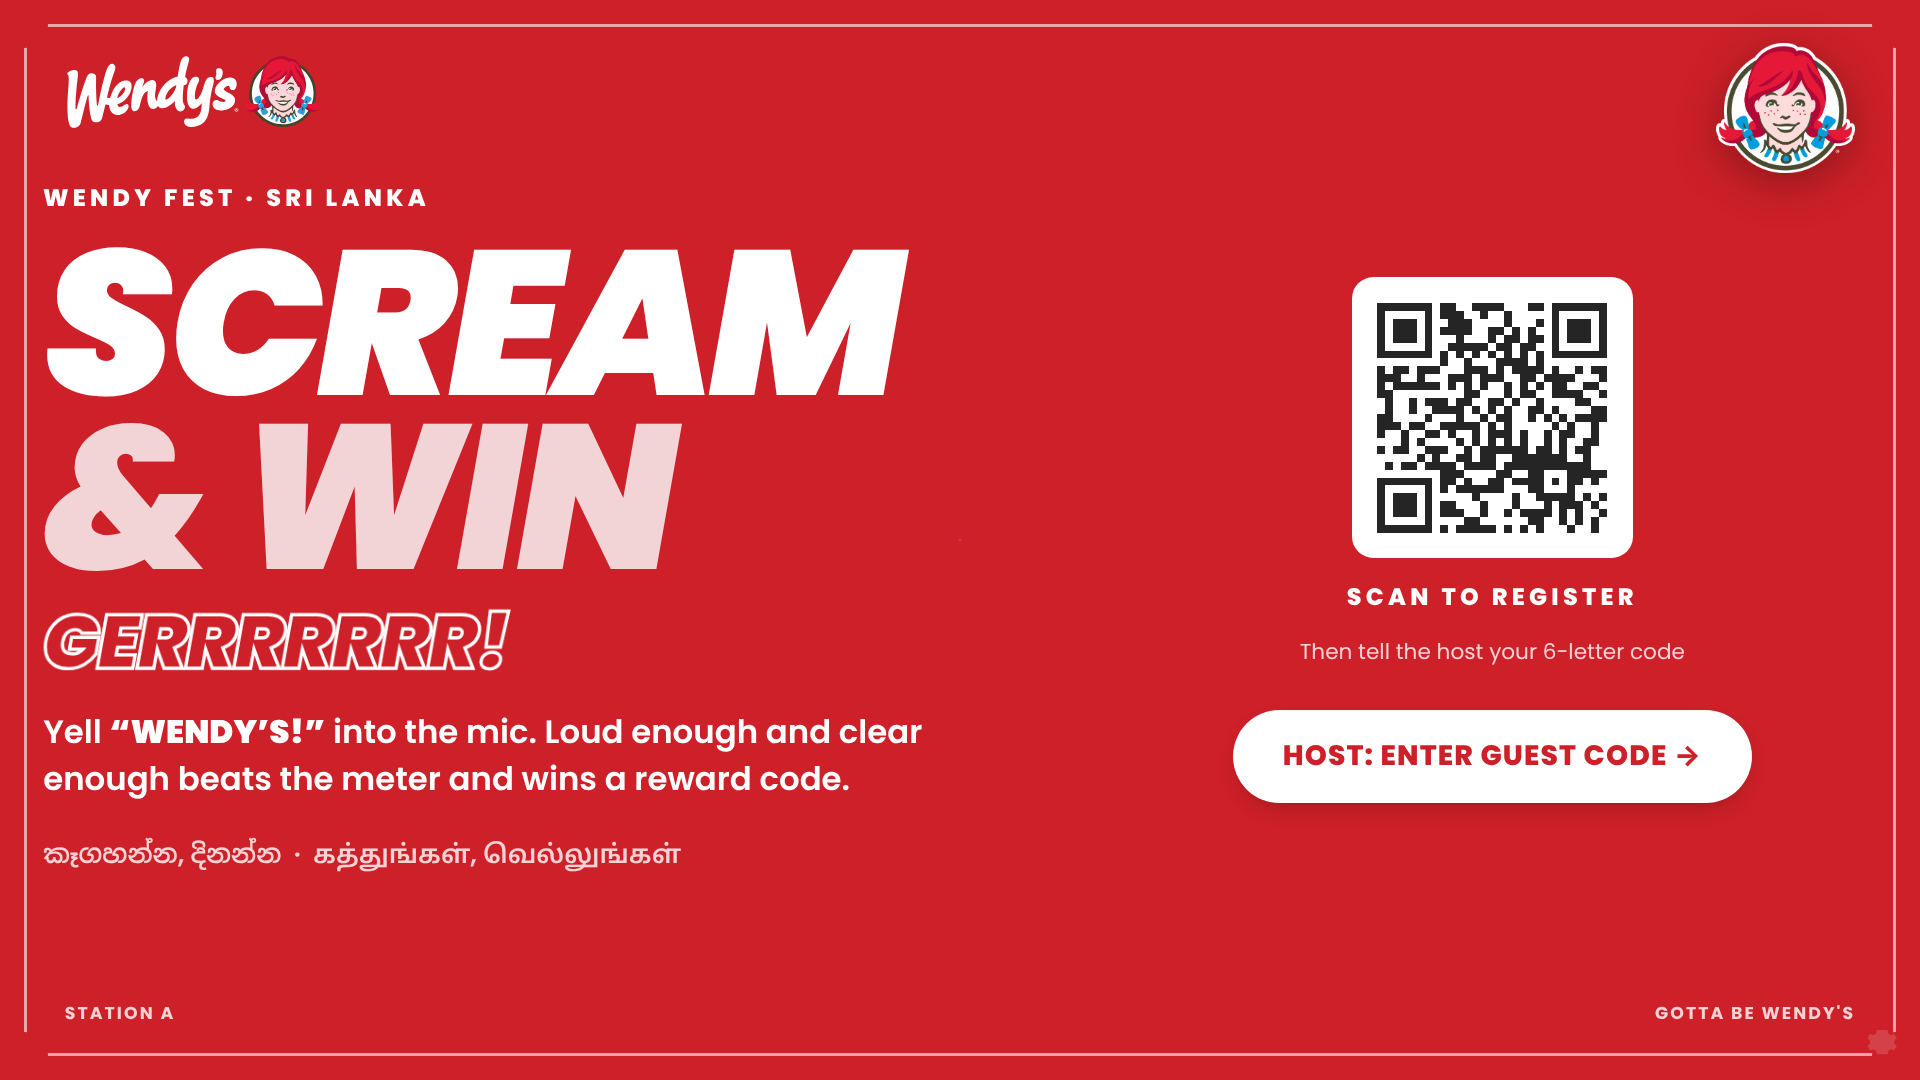 Wendy's
WENDY FEST · SRI LANKA
SCREAM
& WIN
GERRRRRRR!
Yell “WENDY’S!” into the mic. Loud enough and clear
enough beats the meter and wins a reward code.
කෑගහන්න, දිනන්න · கத்துங்கள், வெல்லுங்கள்
SCAN TO REGISTER
Then tell the host your 6-letter code
HOST: ENTER GUEST CODE →
STATION A
GOTTA BE WENDY'S